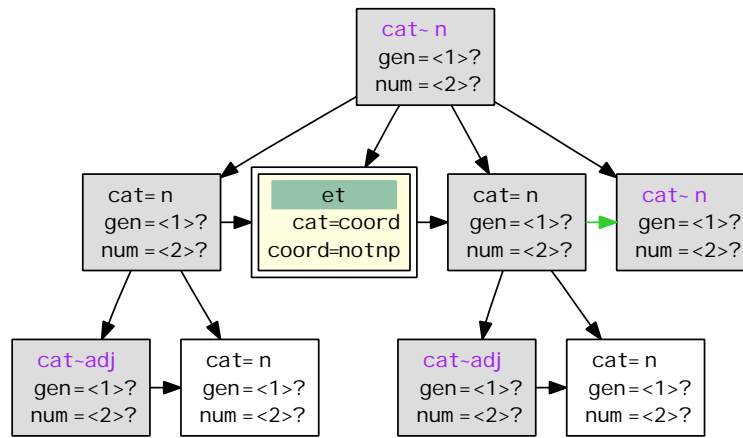 cat~ n
gen=<1>?
num=<2>?
cat= n
gen=<1>?
num=<2>?
et
cat=coord
coord=notnp
cat= n
gen=<1>?
num=<2>?
cat~ n
gen=<1>?
num=<2>?
cat~adj
gen=<1>?
num=<2>?
cat= n
gen=<1>?
num=<2>?
cat~adj
gen=<1>?
num=<2>?
cat= n
gen=<1>?
num=<2>?